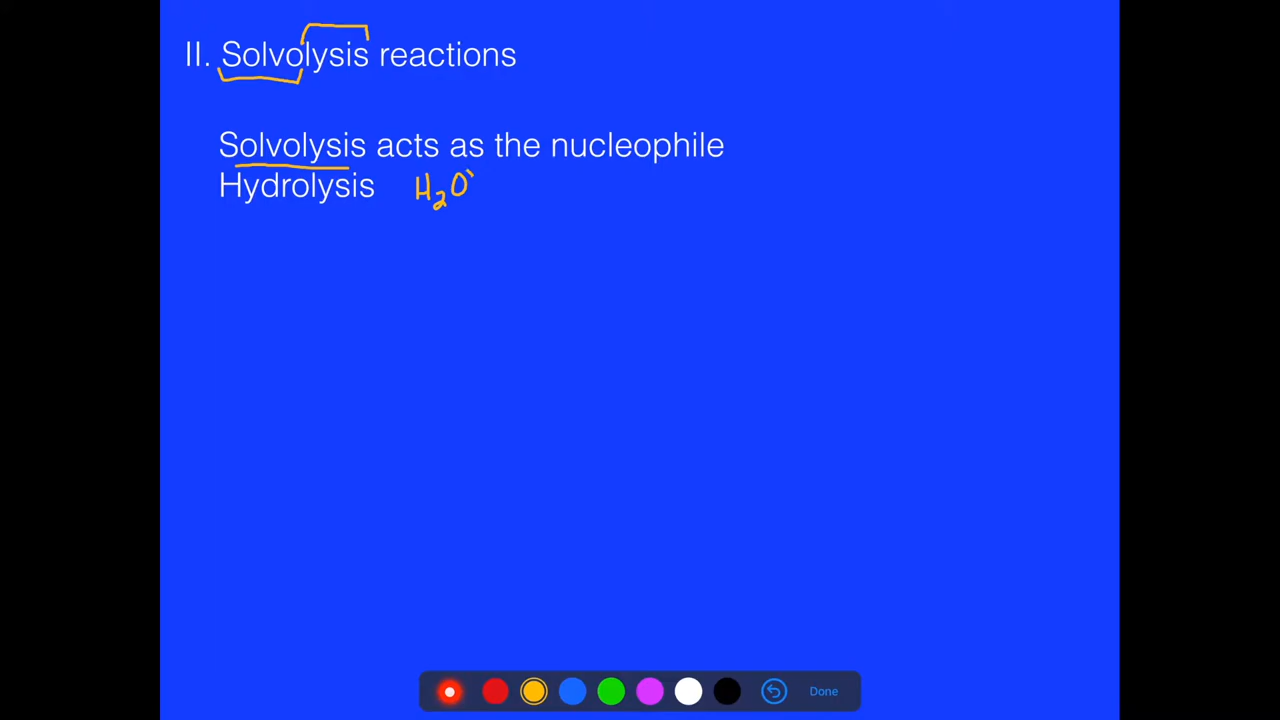 II. Solvolysis reactions
Solvolysis acts as the nucleophile
Hydrolysis H₂O
Done